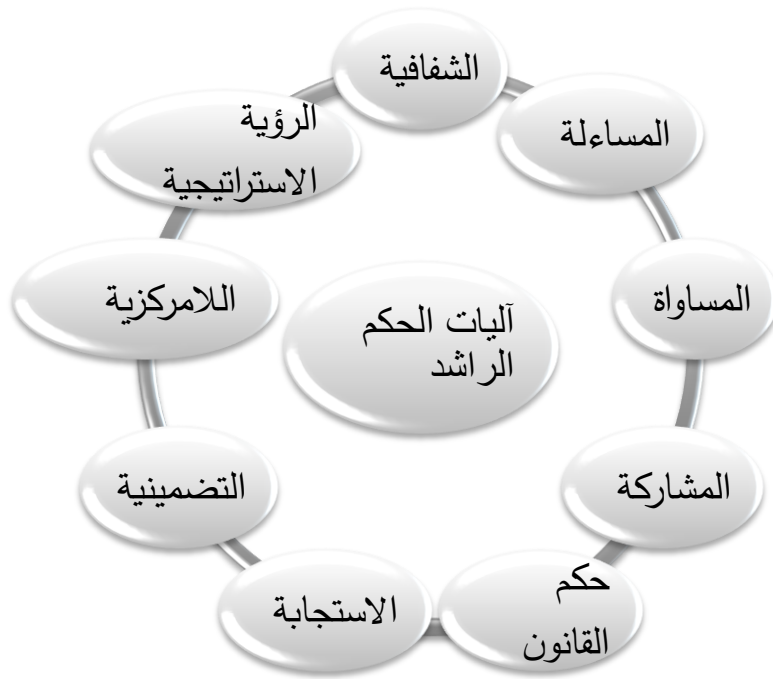 الشفافية
المساءلة
المساواة
المشاركة
حكم
القانون
الاستجابة
التضمينية
اللامركزية
الرؤية
الاستراتيجية
آليات الحكم
الراشد